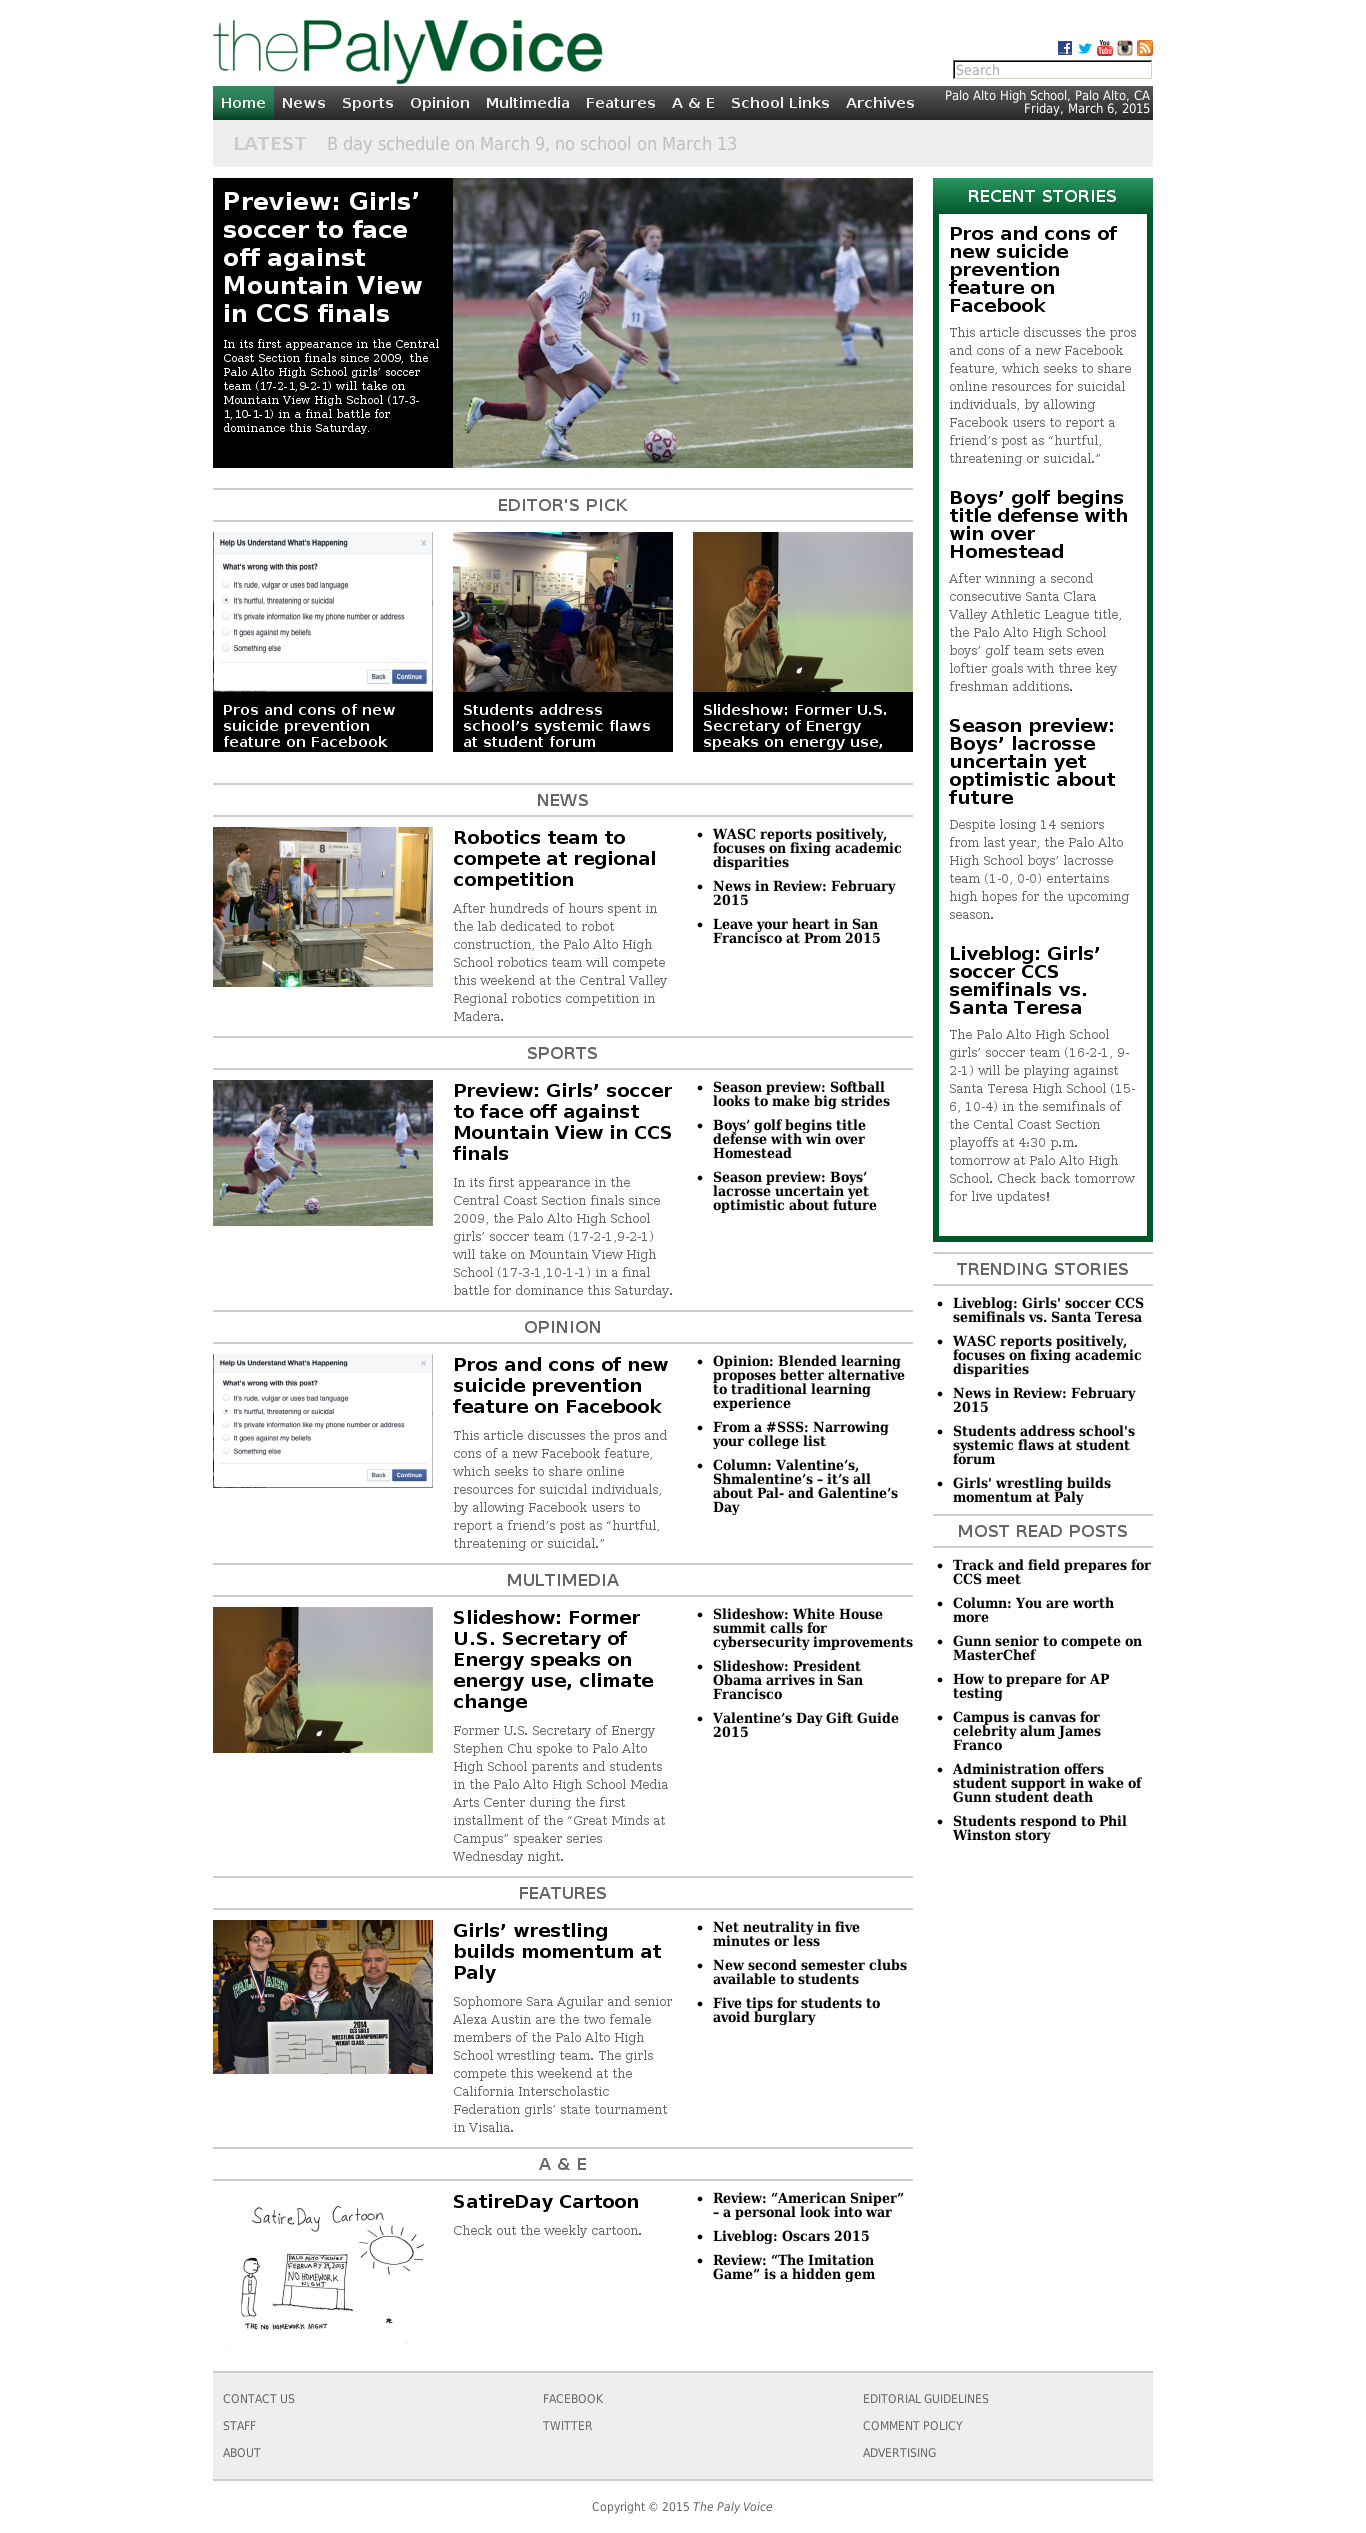 thePalyVoice
Search
Home News Sports Opinion Multimedia Features A & E School Links Archives
Palo Alto High School, Palo Alto, CA
Friday, March 6, 2015
LATEST B day schedule on March 9, no school on March 13
Preview: Girls’
soccer to face
off against
Mountain View
in CCS finals
In its first appearance in the Central
Coast Section finals since 2009, the
Palo Alto High School girls’ soccer
team (17-2-1,9-2-1) will take on
Mountain View High School (17-3-
1,10-1-1) in a final battle for
dominance this Saturday.
EDITOR'S PICK
Help Us Understand What's Happening
What's wrong with this post?
It's rude, vulgar or uses bad language
It's hurtful, threatening or suicidal
It's private information like my phone number or address
It goes against my beliefs
Something else
Back Continue
Pros and cons of new
suicide prevention
feature on Facebook
Students address
school’s systemic flaws
at student forum
Slideshow: Former U.S.
Secretary of Energy
speaks on energy use,
NEWS
8
Robotics team to
compete at regional
competition
After hundreds of hours spent in
the lab dedicated to robot
construction, the Palo Alto High
School robotics team will compete
this weekend at the Central Valley
Regional robotics competition in
Madera.
WASC reports positively,
focuses on fixing academic
disparities
News in Review: February
2015
Leave your heart in San
Francisco at Prom 2015
SPORTS
Preview: Girls’ soccer
to face off against
Mountain View in CCS
finals
In its first appearance in the
Central Coast Section finals since
2009, the Palo Alto High School
girls’ soccer team (17-2-1,9-2-1)
will take on Mountain View High
School (17-3-1,10-1-1) in a final
battle for dominance this Saturday.
Season preview: Softball
looks to make big strides
Boys’ golf begins title
defense with win over
Homestead
Season preview: Boys’
lacrosse uncertain yet
optimistic about future
OPINION
Help Us Understand What's Happening
What's wrong with this post?
It's rude, vulgar or uses bad language
It's hurtful, threatening or suicidal
It's private information like my phone number or address
It goes against my beliefs
Something else
Back Continue
Pros and cons of new
suicide prevention
feature on Facebook
This article discusses the pros and
cons of a new Facebook feature,
which seeks to share online
resources for suicidal individuals,
by allowing Facebook users to
report a friend’s post as “hurtful,
threatening or suicidal.”
Opinion: Blended learning
proposes better alternative
to traditional learning
experience
From a #SSS: Narrowing
your college list
Column: Valentine’s,
Shmalentine’s – it’s all
about Pal- and Galentine’s
Day
MULTIMEDIA
Slideshow: Former
U.S. Secretary of
Energy speaks on
energy use, climate
change
Former U.S. Secretary of Energy
Stephen Chu spoke to Palo Alto
High School parents and students
in the Palo Alto High School Media
Arts Center during the first
installment of the “Great Minds at
Campus” speaker series
Wednesday night.
Slideshow: White House
summit calls for
cybersecurity improvements
Slideshow: President
Obama arrives in San
Francisco
Valentine’s Day Gift Guide
2015
FEATURES
PALO ALTO
2014
CCS GIRLS
WRESTLING CHAMPIONSHIPS
WEIGHT CLASS
Girls’ wrestling
builds momentum at
Paly
Sophomore Sara Aguilar and senior
Alexa Austin are the two female
members of the Palo Alto High
School wrestling team. The girls
compete this weekend at the
California Interscholastic
Federation girls’ state tournament
in Visalia.
Net neutrality in five
minutes or less
New second semester clubs
available to students
Five tips for students to
avoid burglary
A & E
SatireDay Cartoon
PALO ALTO VIKINGS
FEBRUARY 29, 2015
NO HOMEWORK
NIGHT
THE NO HOMEWORK NIGHT
SatireDay Cartoon
Check out the weekly cartoon.
Review: “American Sniper”
– a personal look into war
Liveblog: Oscars 2015
Review: “The Imitation
Game” is a hidden gem
RECENT STORIES
Pros and cons of
new suicide
prevention
feature on
Facebook
This article discusses the pros
and cons of a new Facebook
feature, which seeks to share
online resources for suicidal
individuals, by allowing
Facebook users to report a
friend’s post as “hurtful,
threatening or suicidal.”
Boys’ golf begins
title defense with
win over
Homestead
After winning a second
consecutive Santa Clara
Valley Athletic League title,
the Palo Alto High School
boys’ golf team sets even
loftier goals with three key
freshman additions.
Season preview:
Boys’ lacrosse
uncertain yet
optimistic about
future
Despite losing 14 seniors
from last year, the Palo Alto
High School boys’ lacrosse
team (1-0, 0-0) entertains
high hopes for the upcoming
season.
Liveblog: Girls’
soccer CCS
semifinals vs.
Santa Teresa
The Palo Alto High School
girls’ soccer team (16-2-1, 9-
2-1) will be playing against
Santa Teresa High School (15-
6, 10-4) in the semifinals of
the Cental Coast Section
playoffs at 4:30 p.m.
tomorrow at Palo Alto High
School. Check back tomorrow
for live updates!
TRENDING STORIES
Liveblog: Girls' soccer CCS
semifinals vs. Santa Teresa
WASC reports positively,
focuses on fixing academic
disparities
News in Review: February
2015
Students address school's
systemic flaws at student
forum
Girls' wrestling builds
momentum at Paly
MOST READ POSTS
Track and field prepares for
CCS meet
Column: You are worth
more
Gunn senior to compete on
MasterChef
How to prepare for AP
testing
Campus is canvas for
celebrity alum James
Franco
Administration offers
student support in wake of
Gunn student death
Students respond to Phil
Winston story
CONTACT US
STAFF
ABOUT
FACEBOOK
TWITTER
EDITORIAL GUIDELINES
COMMENT POLICY
ADVERTISING
Copyright © 2015 The Paly Voice